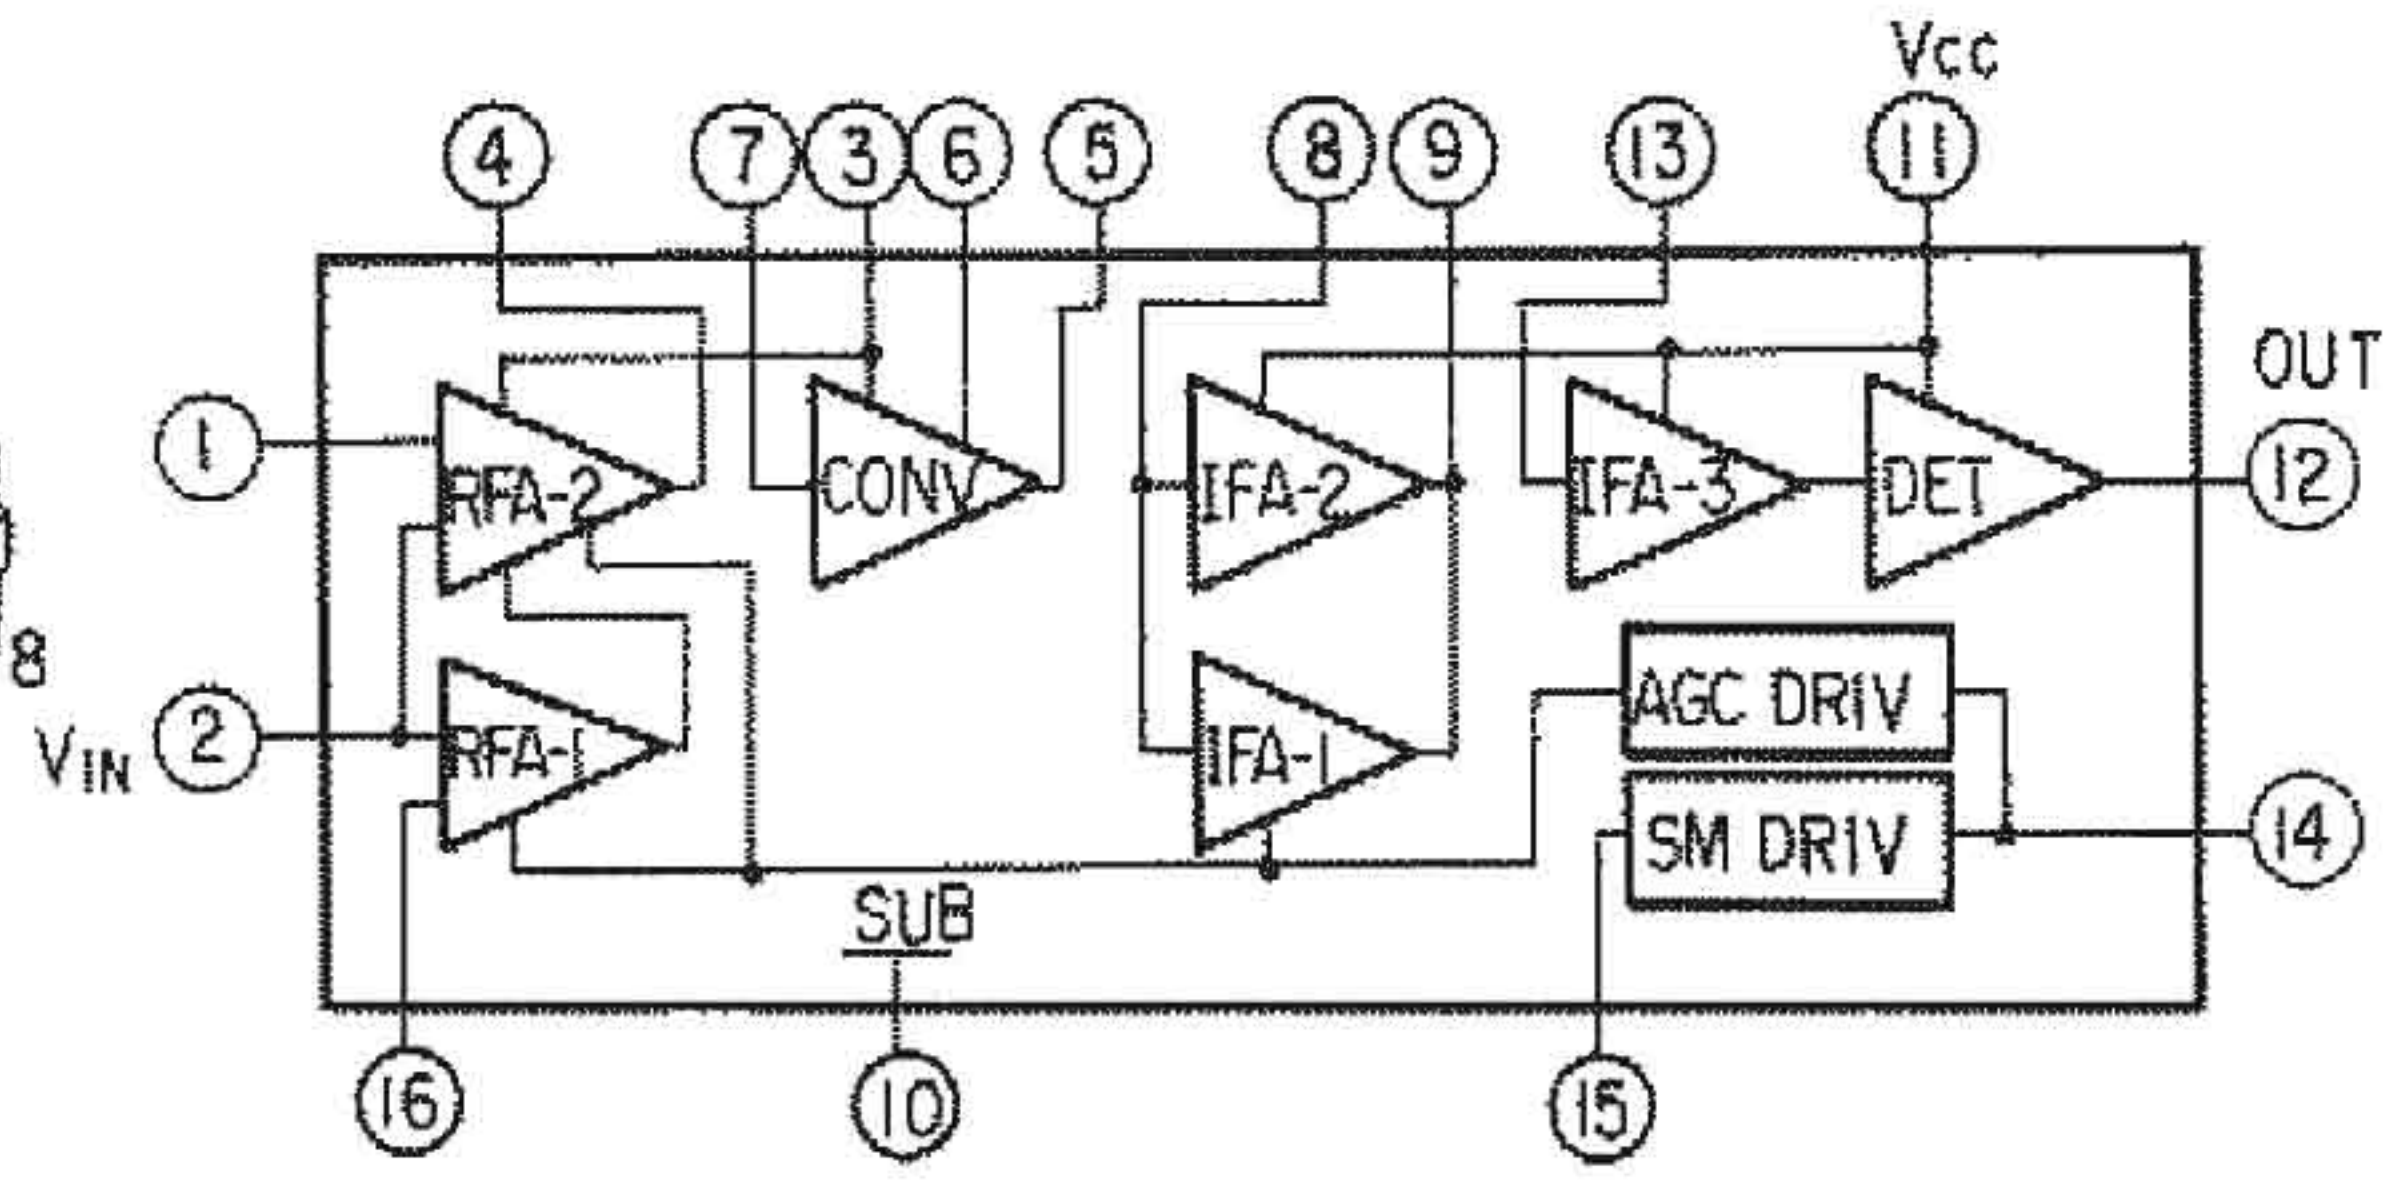 Vcc
4 7 3 6 5 8 9 13 11
OUT
1 12
RFA-2 CONV IFA-2 IFA-3 DET
8
VIN 2 RFA-1 IFA-1 AGC DRIV
SM DRIV 14
SUB
16 10 15